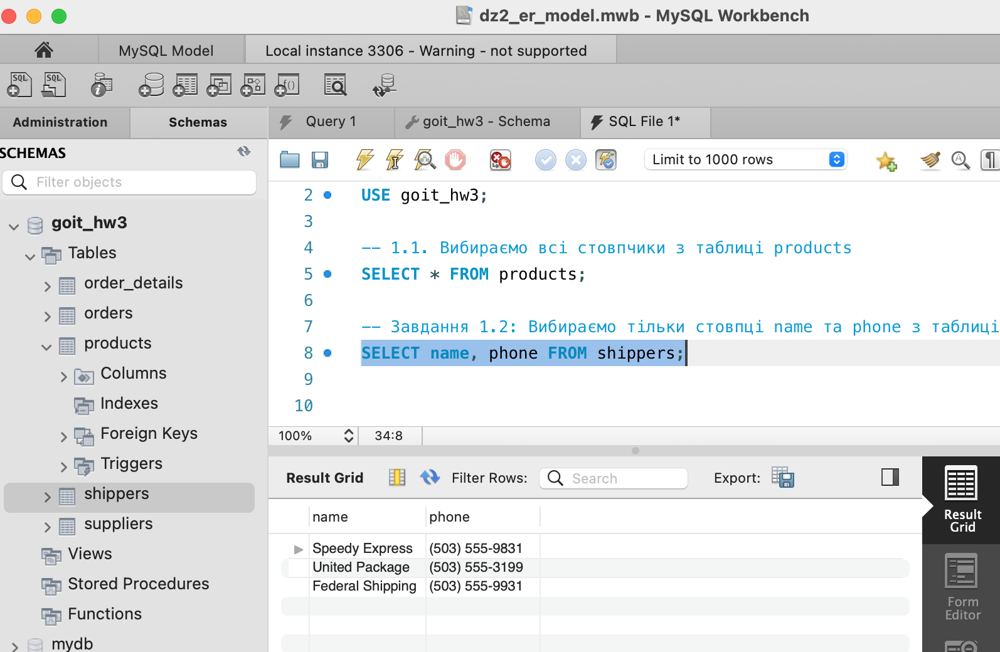 dz2_er_model.mwb - MySQL Workbench
MySQL Model
Local instance 3306 - Warning - not supported
SQL
SQL
f()
Administration
Schemas
Query 1
goit_hw3 - Schema
SQL File 1*
SCHEMAS
Filter objects
Limit to 1000 rows
goit_hw3
Tables
order_details
orders
products
Columns
Indexes
Foreign Keys
Triggers
shippers
suppliers
Views
Stored Procedures
Functions
mydb
2 USE goit_hw3;
3
4 -- 1.1. Вибираємо всі стовпчики з таблиці products
5 SELECT * FROM products;
6
7 -- Завдання 1.2: Вибираємо тільки стовпці name та phone з таблиці
8 SELECT name, phone FROM shippers;
9
10
100% 34:8
Result Grid Filter Rows: Search Export:
name phone
Speedy Express (503) 555-9831
United Package (503) 555-3199
Federal Shipping (503) 555-9931
Result
Grid
Form
Editor